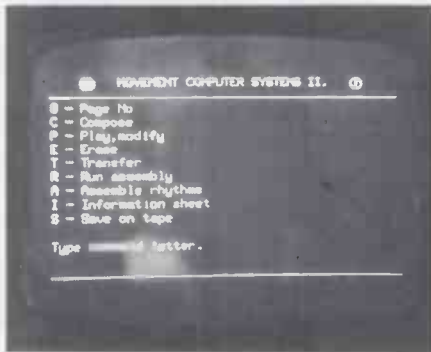 MOVEMENT COMPUTER SYSTEMS II.
- Page No
C - Compose
P - Play,modify
E - Erase
T - Transfer
R - Run assembly
A - Assemble rhythms
I - Information sheet
S - Save on tape
Type letter.